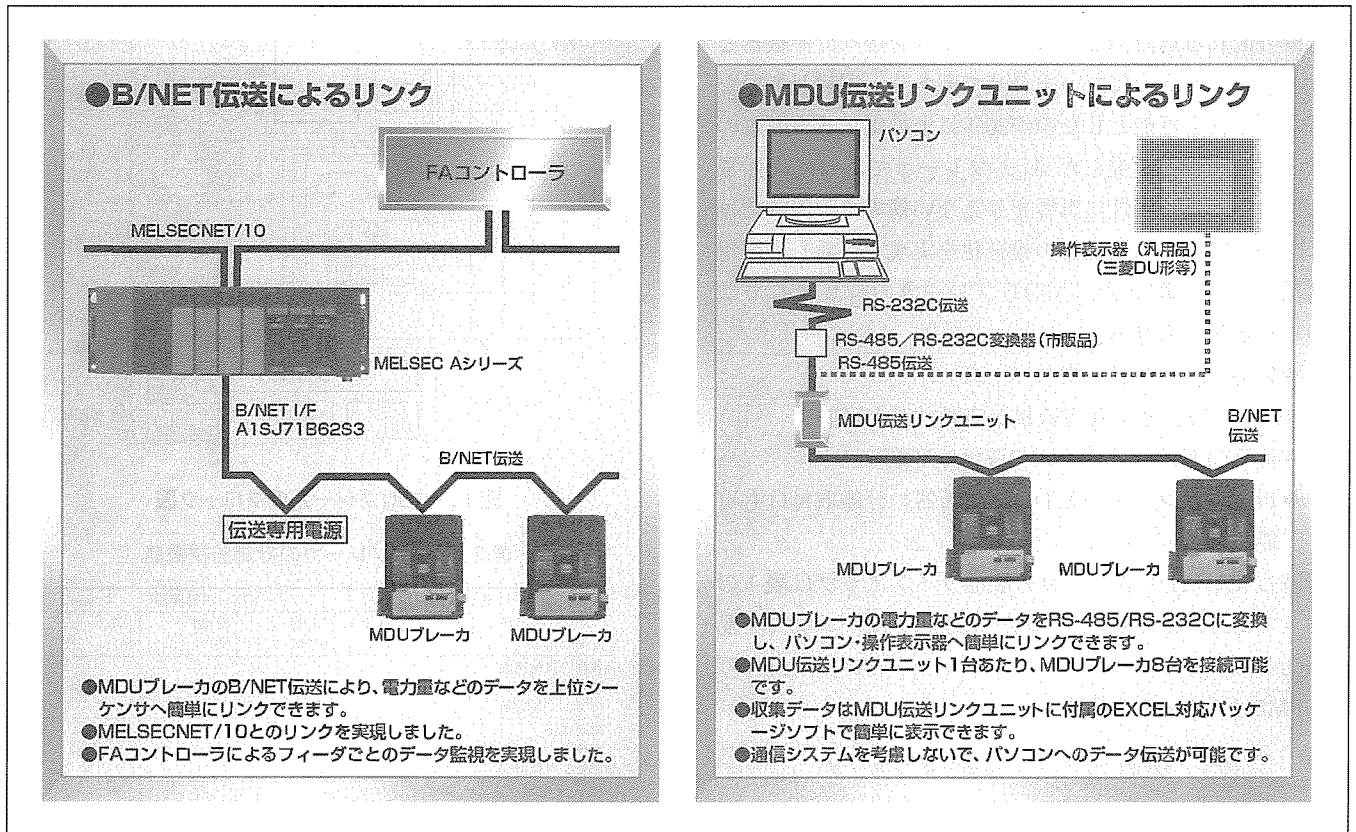 ●B/NET伝送によるリンク
FAコントローラ
MELSECNET/10
MELSEC Aシリーズ
B/NET I/F
A1SJ71B62S3
B/NET伝送
伝送専用電源
MDUブレーカ
MDUブレーカ
●MDUブレーカのB/NET伝送により、電力量などのデータを上位シー
ケンサへ簡単にリンクできます。
●MELSECNET/10とのリンクを実現しました。
●FAコントローラによるフィーダごとのデータ監視を実現しました。
●MDU伝送リンクユニットによるリンク
パソコン
操作表示器（汎用品）
（三菱DU形等）
RS-232C伝送
RS-485／RS-232C変換器（市販品）
RS-485伝送
MDU伝送リンクユニット
B/NET
伝送
MDUブレーカ
MDUブレーカ
●MDUブレーカの電力量などのデータをRS-485/RS-232Cに変換
し、パソコン・操作表示器へ簡単にリンクできます。
●MDU伝送リンクユニット1台あたり、MDUブレーカ8台を接続可能
です。
●収集データはMDU伝送リンクユニットに付属のEXCEL対応パッケ
ージソフトで簡単に表示できます。
●通信システムを考慮しないで、パソコンへのデータ伝送が可能です。